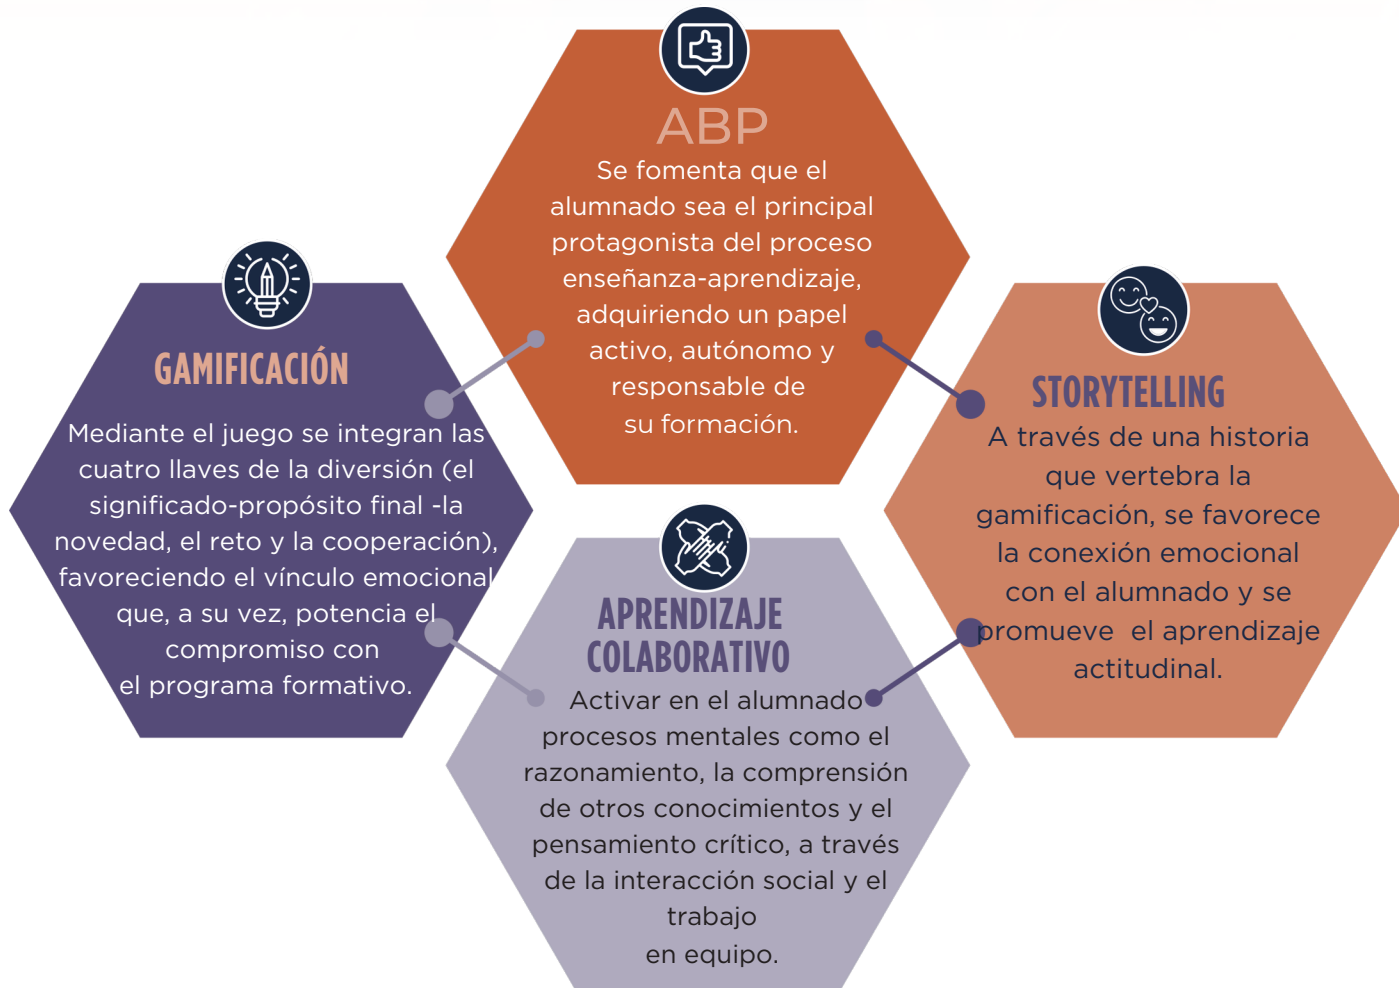 ABP
Se fomenta que el
alumnado sea el principal
protagonista del proceso
enseñanza-aprendizaje,
adquiriendo un papel
activo, autónomo y
responsable de
su formación.
GAMIFICACIÓN
Mediante el juego se integran las
cuatro llaves de la diversión (el
significado-propósito final -la
novedad, el reto y la cooperación),
favoreciendo el vínculo emocional
que, a su vez, potencia el
compromiso con
el programa formativo.
STORYTELLING
A través de una historia
que vertebra la
gamificación, se favorece
la conexión emocional
con el alumnado y se
promueve  el aprendizaje
actitudinal.
APRENDIZAJE
COLABORATIVO
Activar en el alumnado
procesos mentales como el
razonamiento, la comprensión
de otros conocimientos y el
pensamiento crítico, a través
de la interacción social y el
trabajo
en equipo.